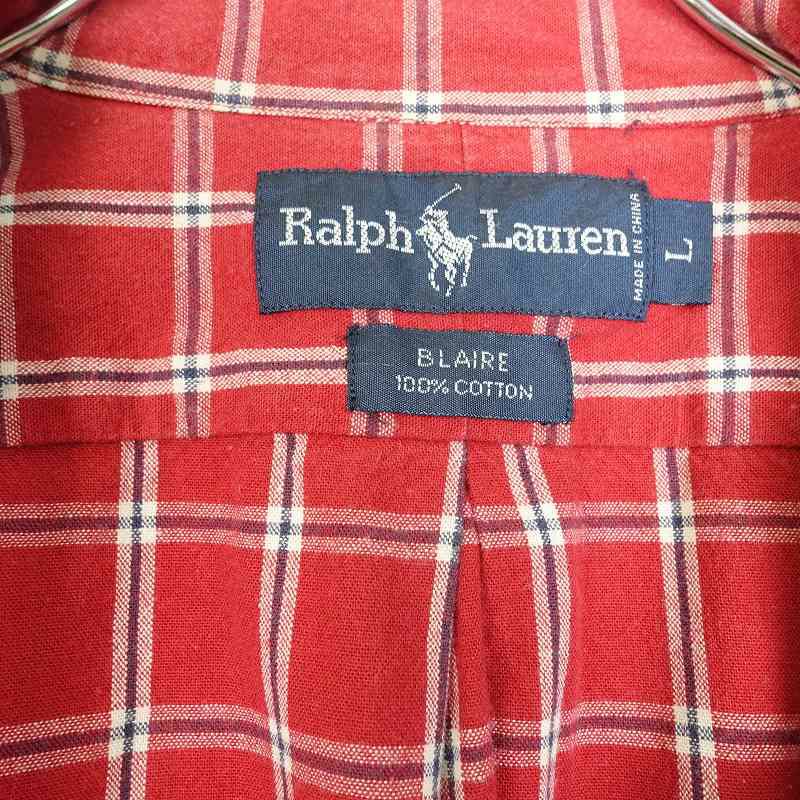 Ralph Lauren
MADE IN CHINA
L
BLAIRE
100% COTTON